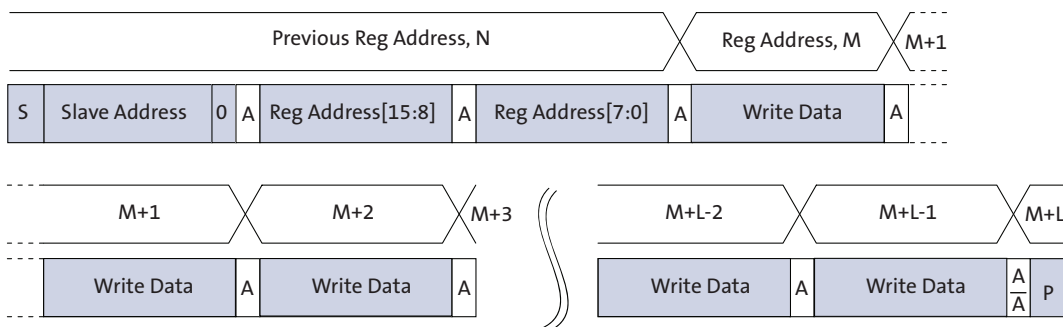 Previous Reg Address, N Reg Address, M M+1
S Slave Address 0 A Reg Address[15:8] A Reg Address[7:0] A Write Data A
M+1 M+2 M+3 M+L-2 M+L-1 M+L
Write Data A Write Data A Write Data A Write Data A P
A